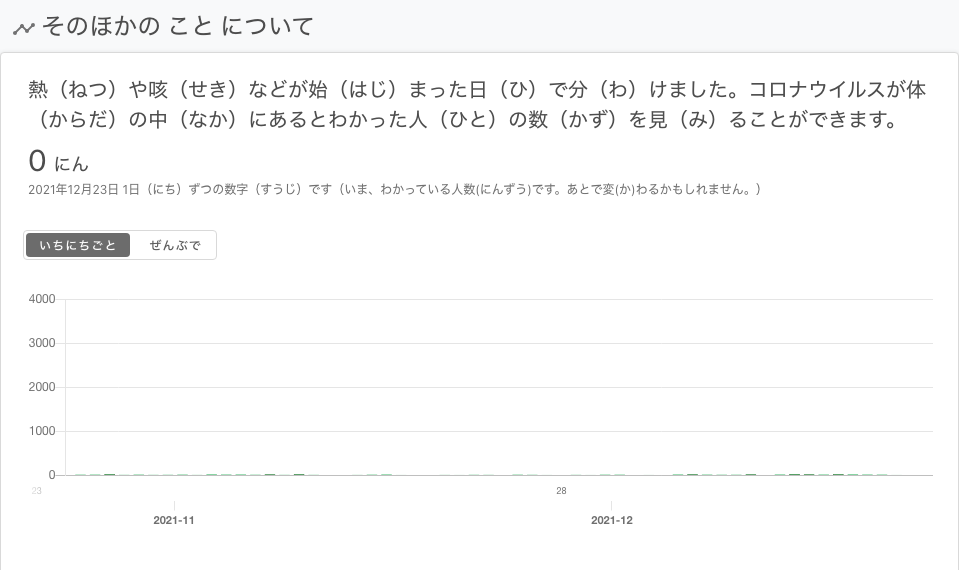 そのほかの こと について
熱（ねつ）や咳（せき）などが始（はじ）まった日（ひ）で分（わ）けました。コロナウイルスが体
（からだ）の中（なか）にあるとわかった人（ひと）の数（かず）を見（み）ることができます。
0 にん
2021年12月23日 1日（にち）ずつの数字（すうじ）です（いま、わかっている人数(にんずう)です。あとで変(か)わるかもしれません。）
いちにちごと ぜんぶで
4000
3000
2000
1000
0
23 28
2021-11 2021-12